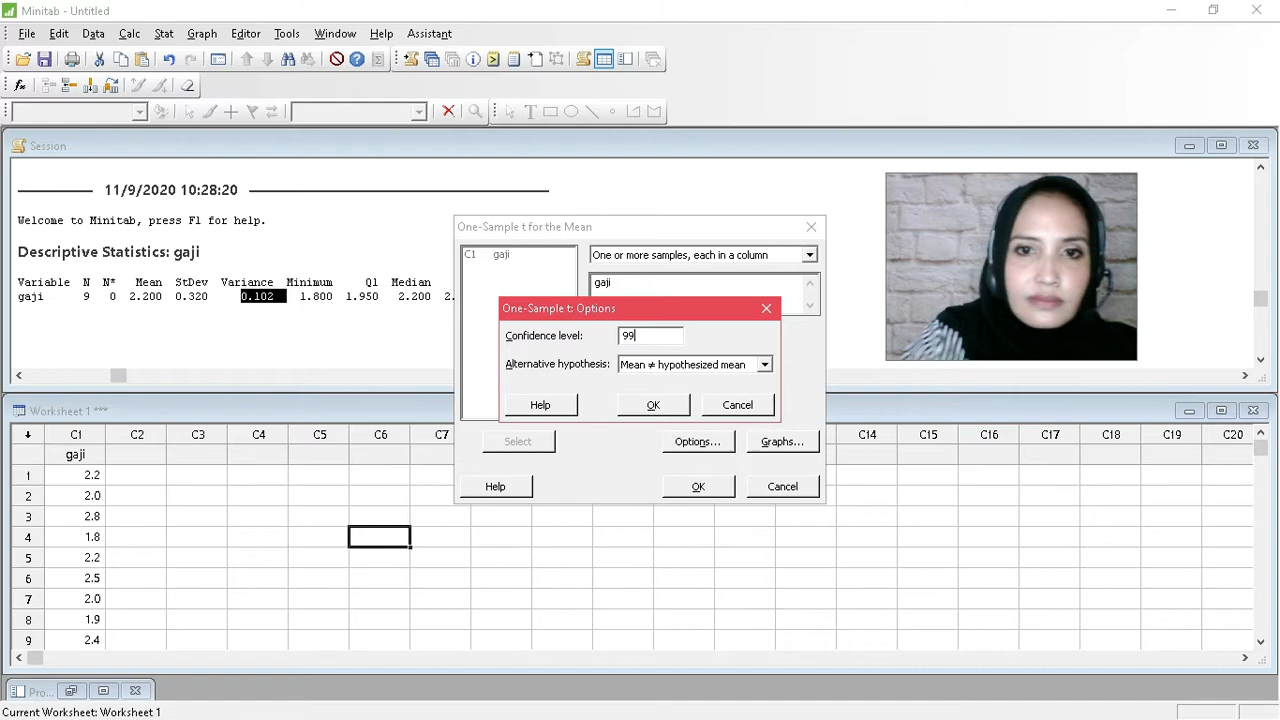 Minitab - Untitled
File Edit Data Calc Stat Graph Editor Tools Window Help Assistant
Session
11/9/2020 10:28:20
Welcome to Minitab, press F1 for help.
Descriptive Statistics: gaji
Variable N N* Mean StDev Variance Minimum Q1 Median
gaji 9 0 2.200 0.320 0.102 1.800 1.950 2.200 2.
One-Sample t for the Mean
C1 gaji
One or more samples, each in a column
gaji
One-Sample t: Options
Confidence level: 99
Alternative hypothesis: Mean ≠ hypothesized mean
Help OK Cancel
Select Options... Graphs...
Help OK Cancel
Worksheet 1 ***
C1 C2 C3 C4 C5 C6 C7 C14 C15 C16 C17 C18 C19 C20
gaji
1 2.2
2 2.0
3 2.8
4 1.8
5 2.2
6 2.5
7 2.0
8 1.9
9 2.4
Pro...
Current Worksheet: Worksheet 1